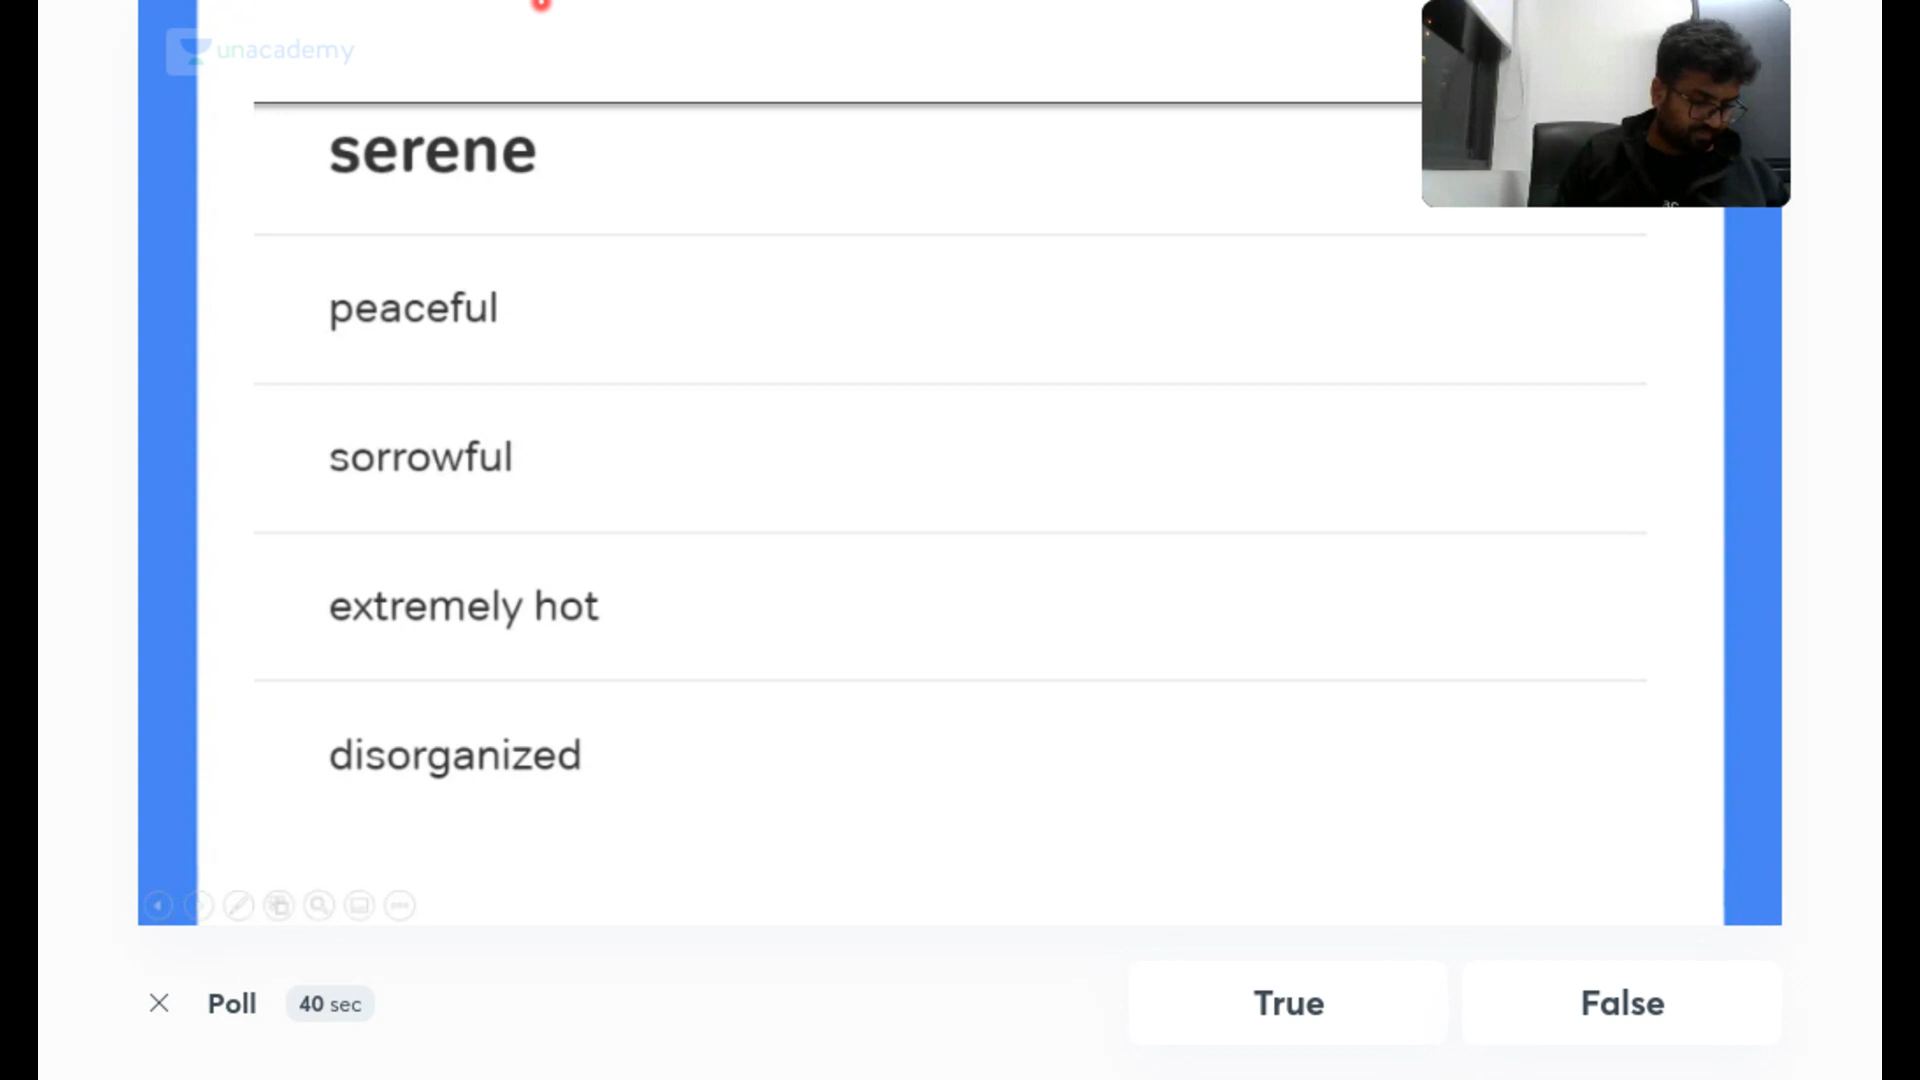 unacademy
serene
peaceful
sorrowful
extremely hot
disorganized
Poll 40 sec True False